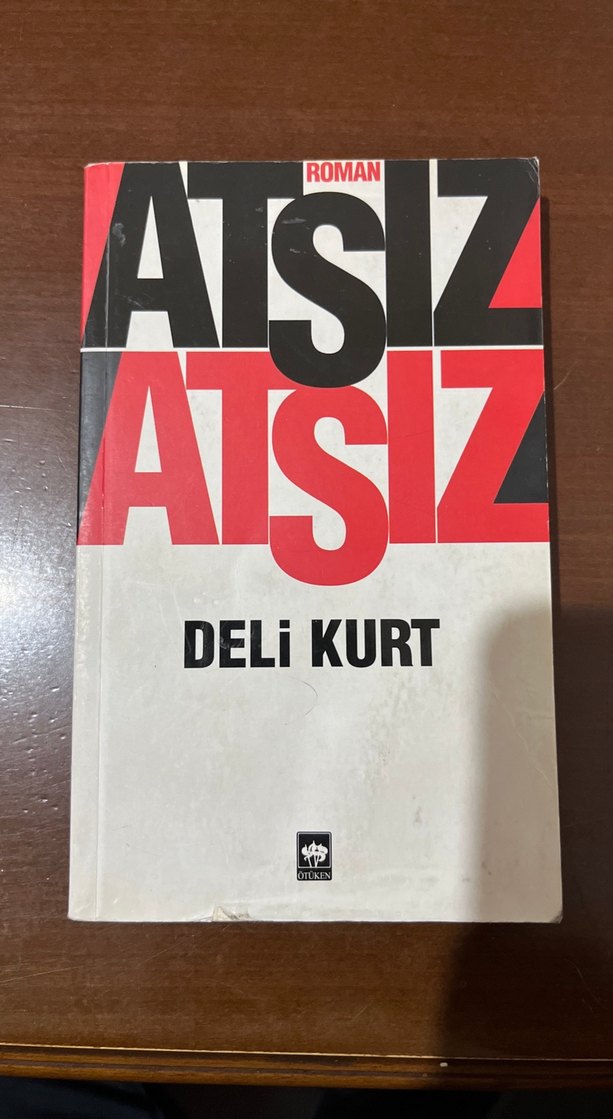 ROMAN
ATSIZ
ATSIZ
DELİ KURT
ÖTÜKEN